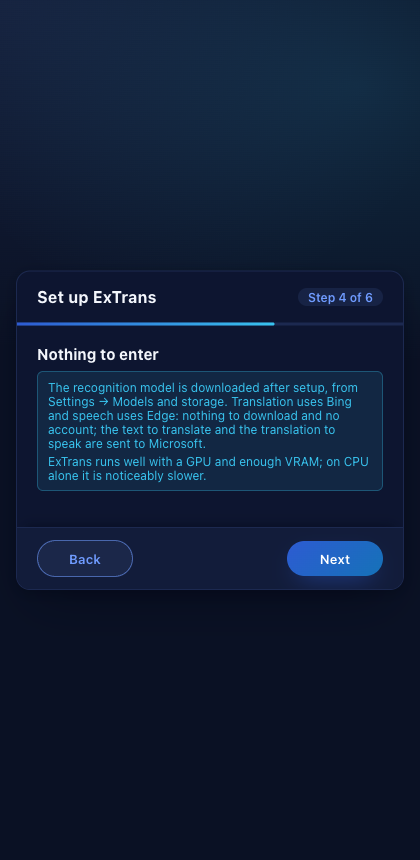 Set up ExTrans
Step 4 of 6
Nothing to enter
The recognition model is downloaded after setup, from
Settings → Models and storage. Translation uses Bing
and speech uses Edge: nothing to download and no
account; the text to translate and the translation to
speak are sent to Microsoft.
ExTrans runs well with a GPU and enough VRAM; on CPU
alone it is noticeably slower.
Back
Next